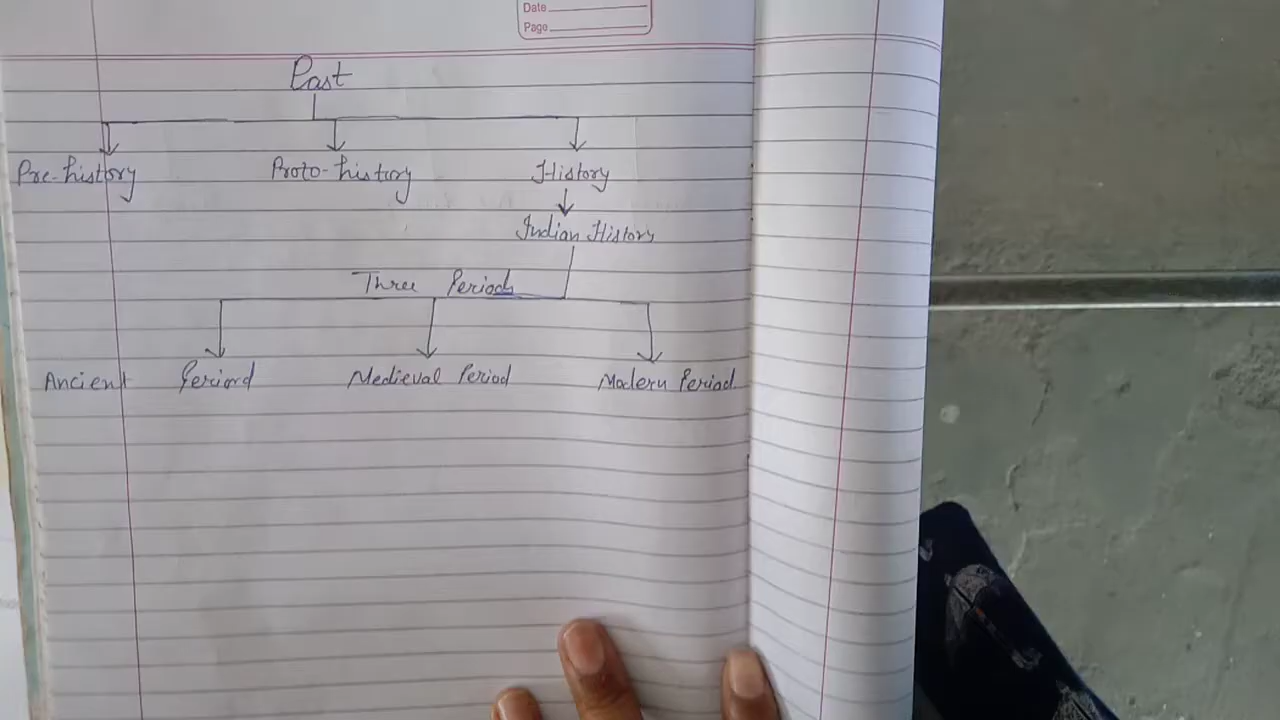 Date
Page
Past
Pre-history Proto-history History
Indian History
Three Periods
Ancient Period Medieval Period Modern Period